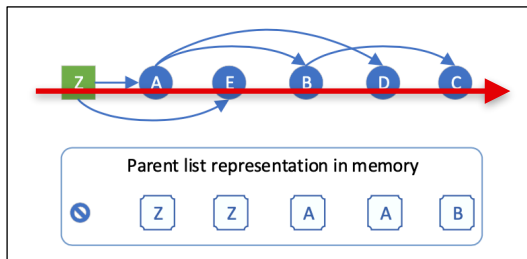 Z A E B D C
Parent list representation in memory
Z Z A A B